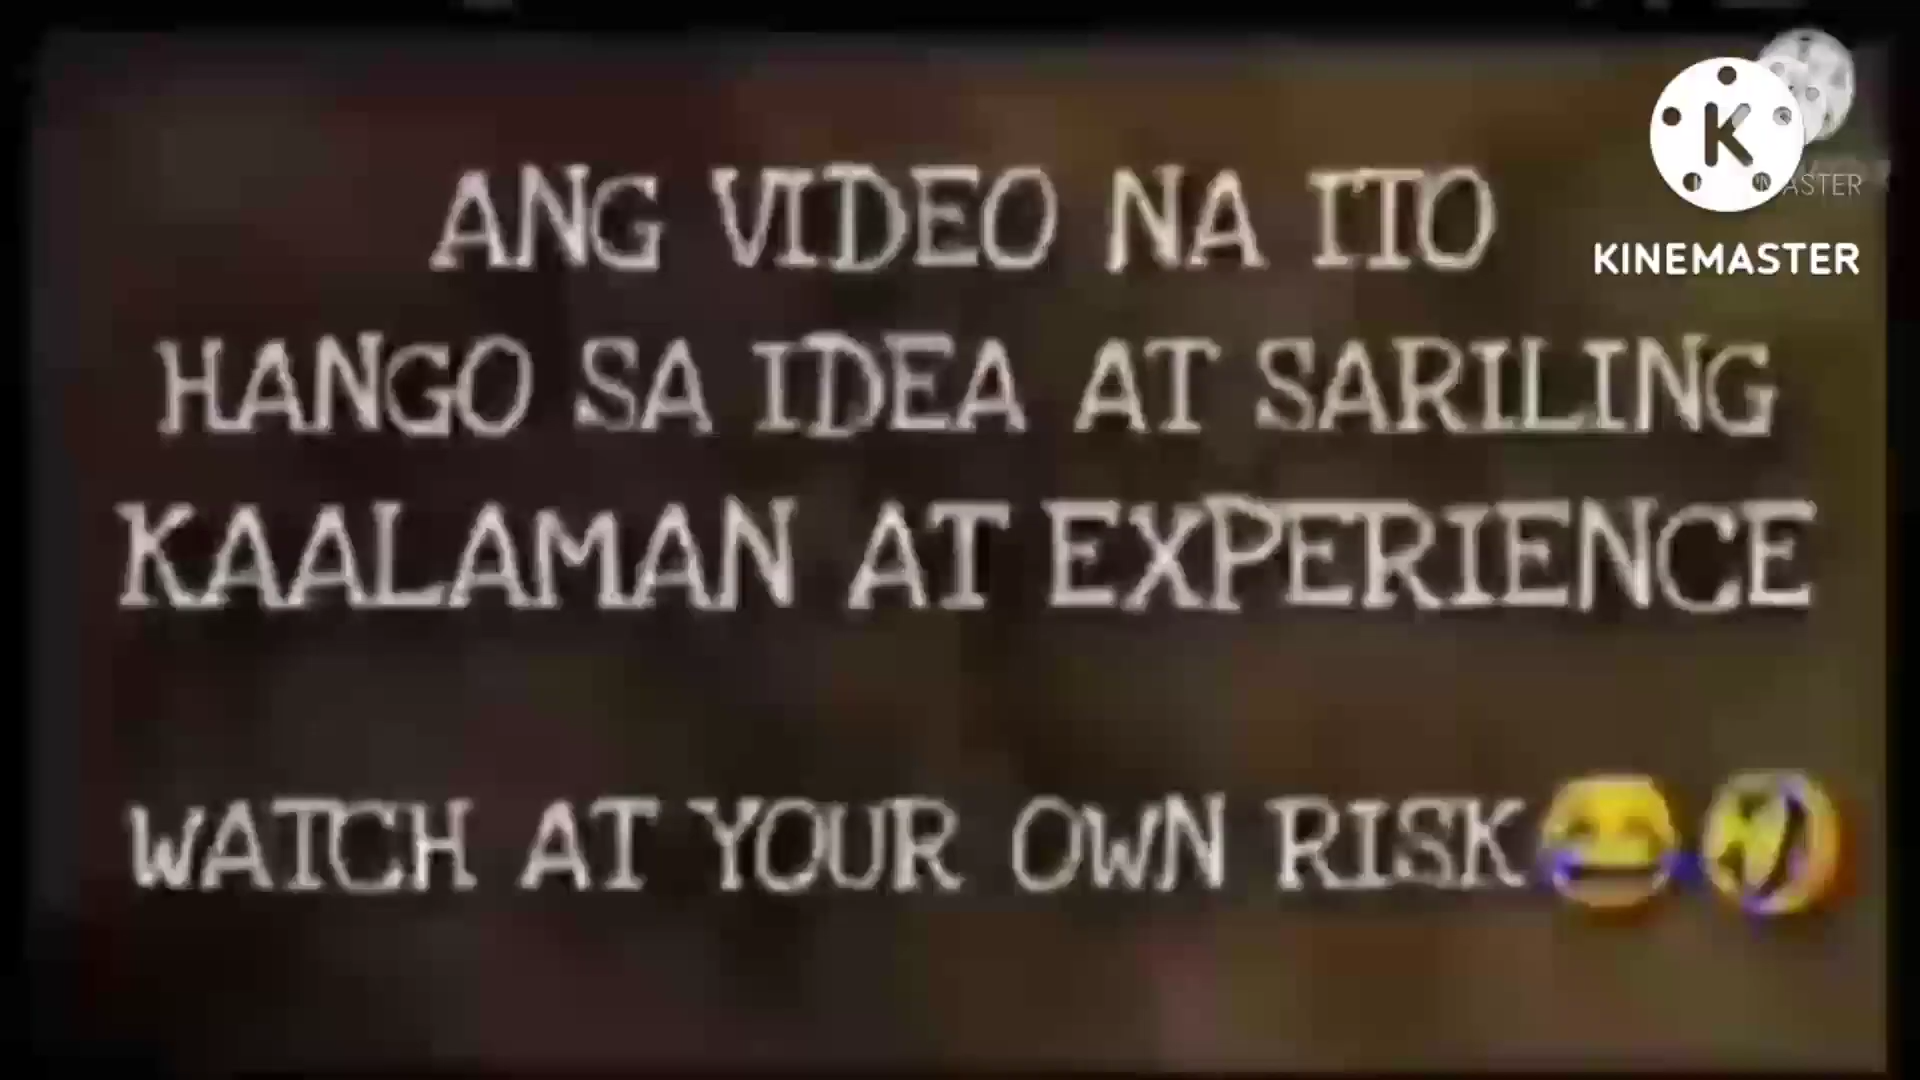 ANG VIDEO NA ITO
HANGO SA IDEA AT SARILING
KAALAMAN AT EXPERIENCE
WATCH AT YOUR OWN RISK😂🤣
K
KINEMASTER